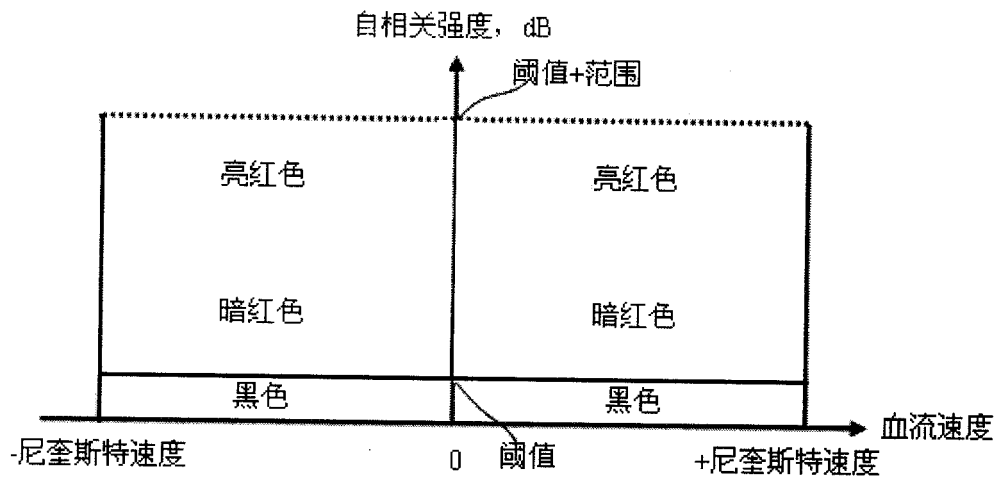 自相关强度，dB
阈值+范围
亮红色
亮红色
暗红色
暗红色
黑色
黑色
血流速度
-尼奎斯特速度
0
阈值
+尼奎斯特速度